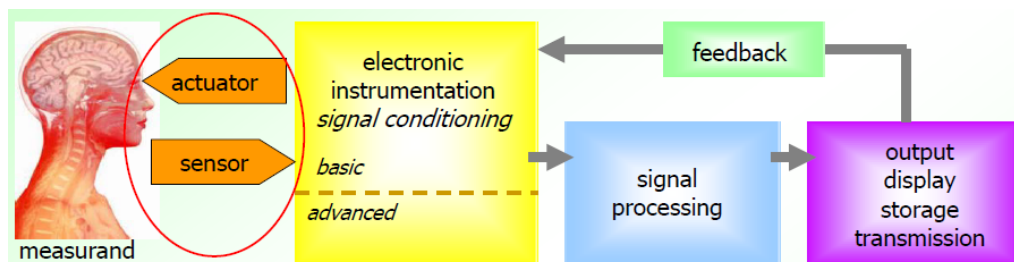 measurand
actuator
sensor
electronic
instrumentation
signal conditioning
basic
advanced
signal
processing
feedback
output
display
storage
transmission